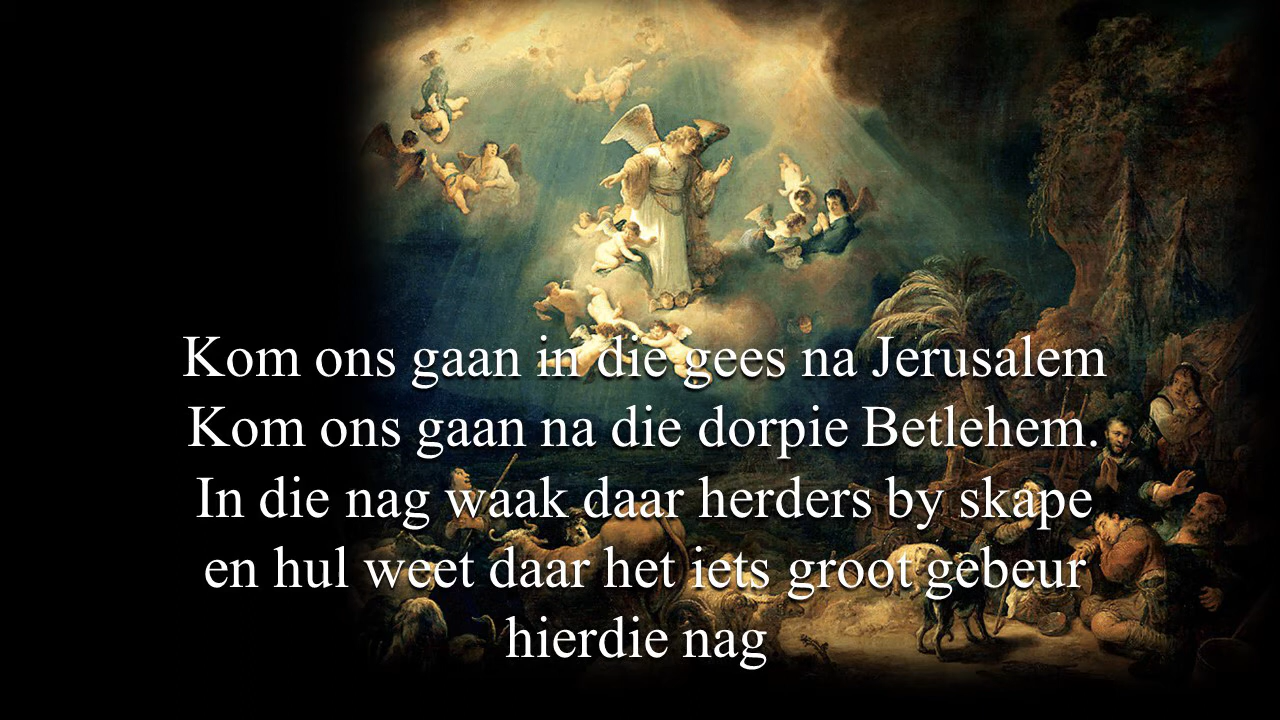 Kom ons gaan in die gees na Jerusalem
Kom ons gaan na die dorpie Betlehem.
In die nag waak daar herders by skape
en hul weet daar het iets groot gebeur
hierdie nag